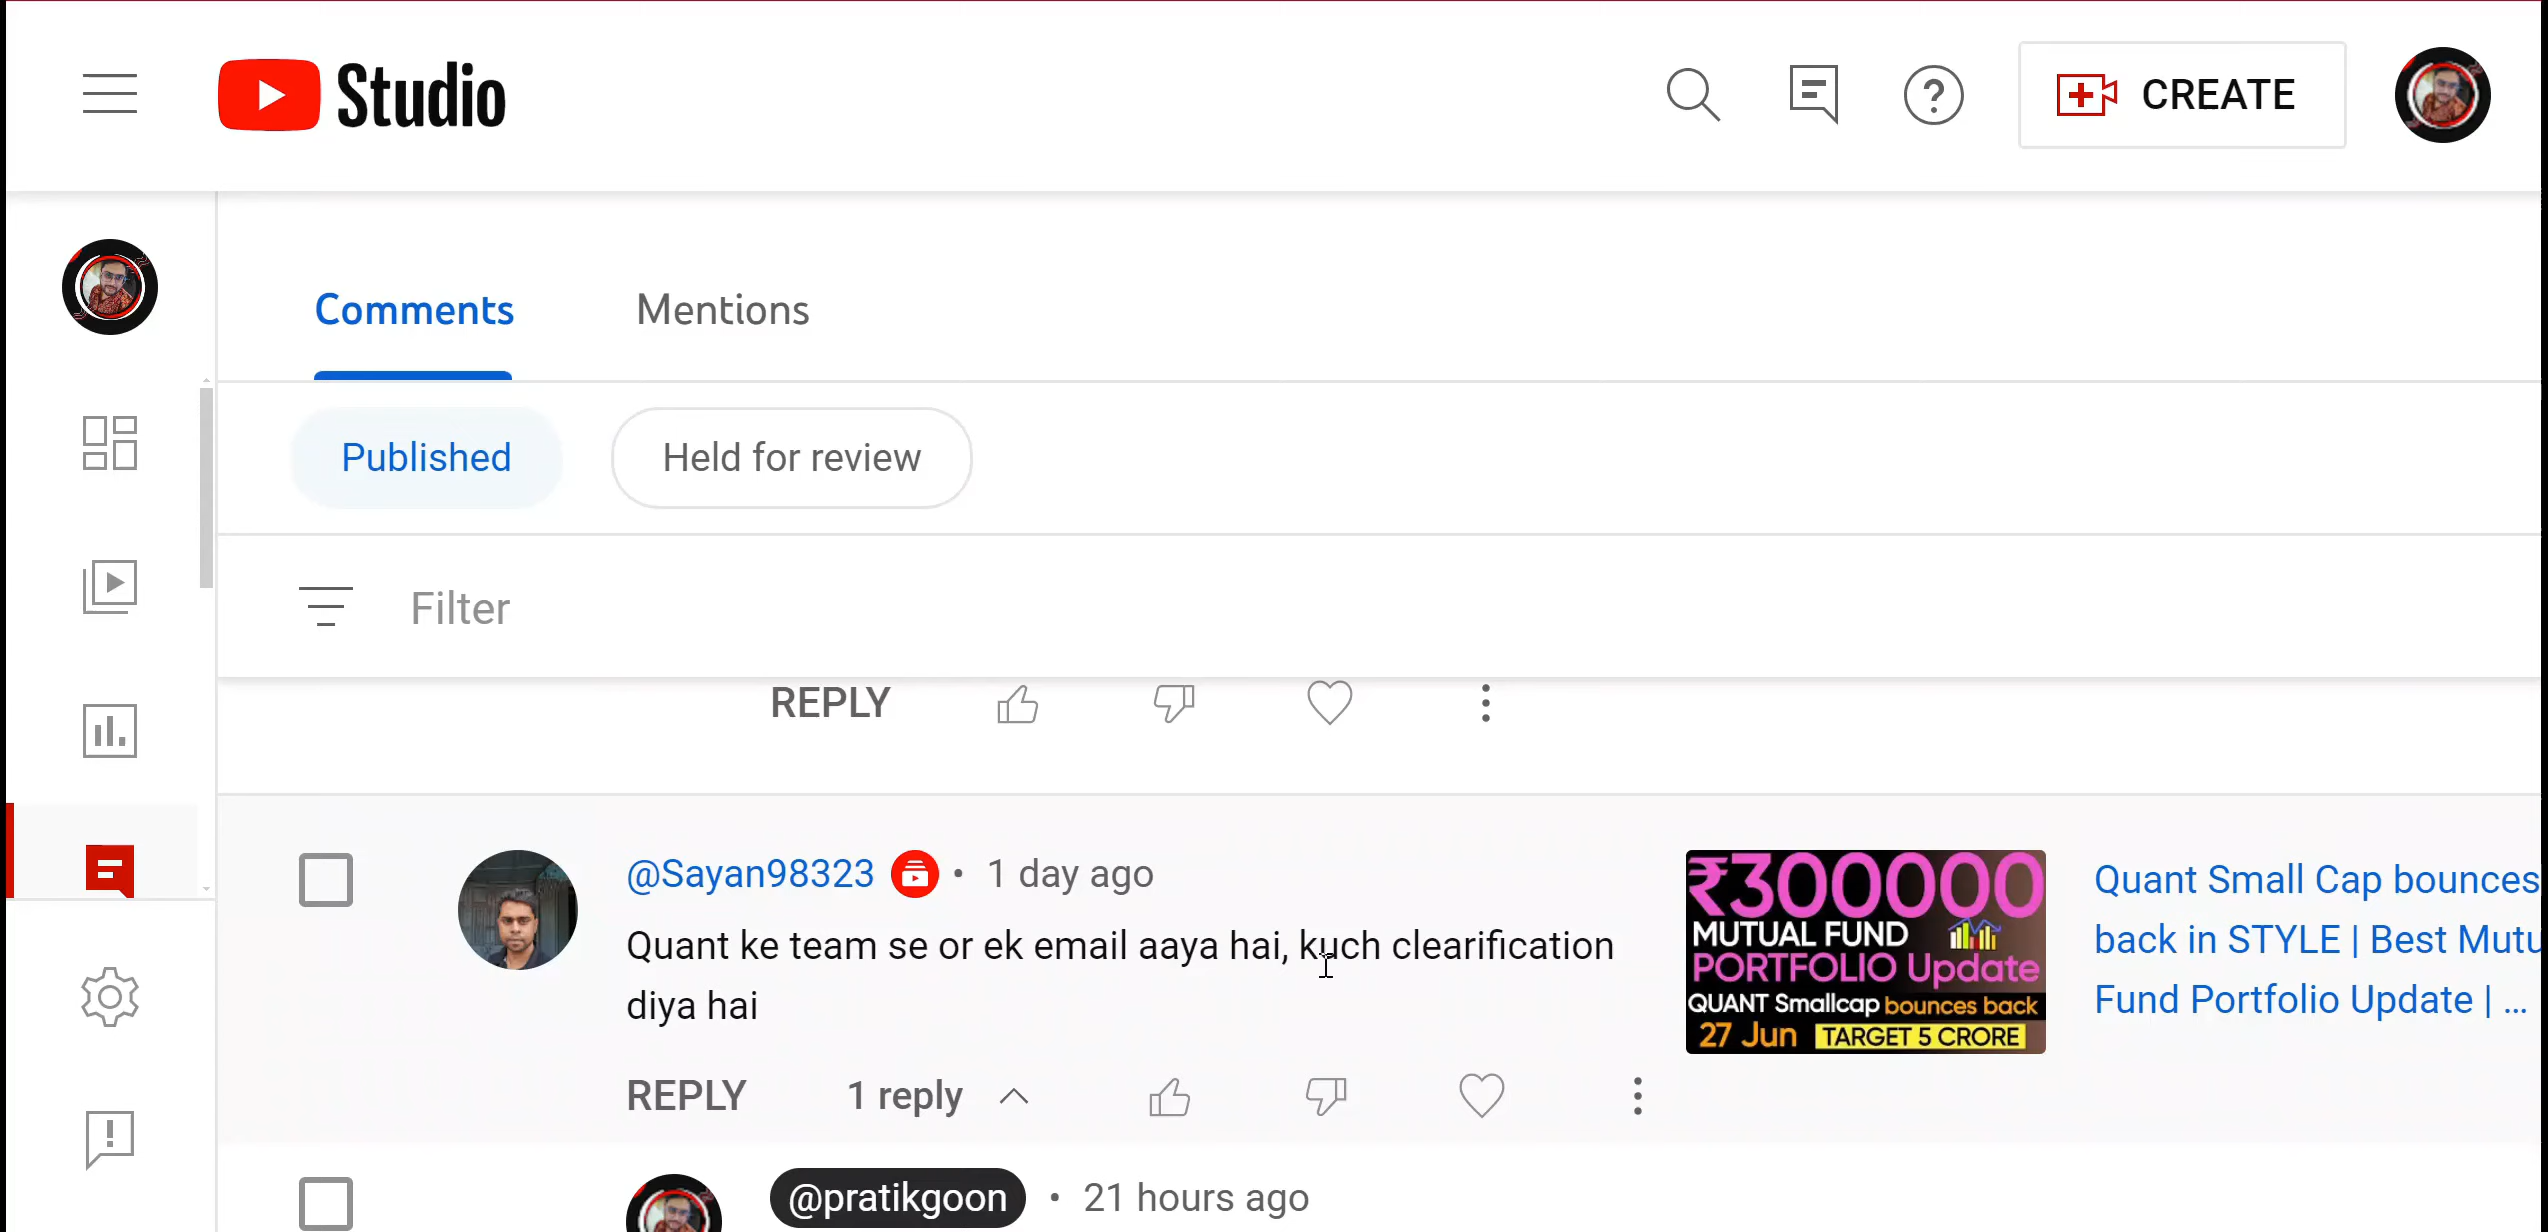 Studio
CREATE
Comments
Mentions
Published
Held for review
Filter
REPLY
@Sayan98323 • 1 day ago
Quant ke team se or ek email aaya hai, kuch clearification
diya hai
REPLY
1 reply
₹300000
MUTUAL FUND
PORTFOLIO Update
QUANT Smallcap bounces back
27 Jun TARGET 5 CRORE
Quant Small Cap bounces
back in STYLE | Best Mutu
Fund Portfolio Update | ...
@pratikgoon • 21 hours ago